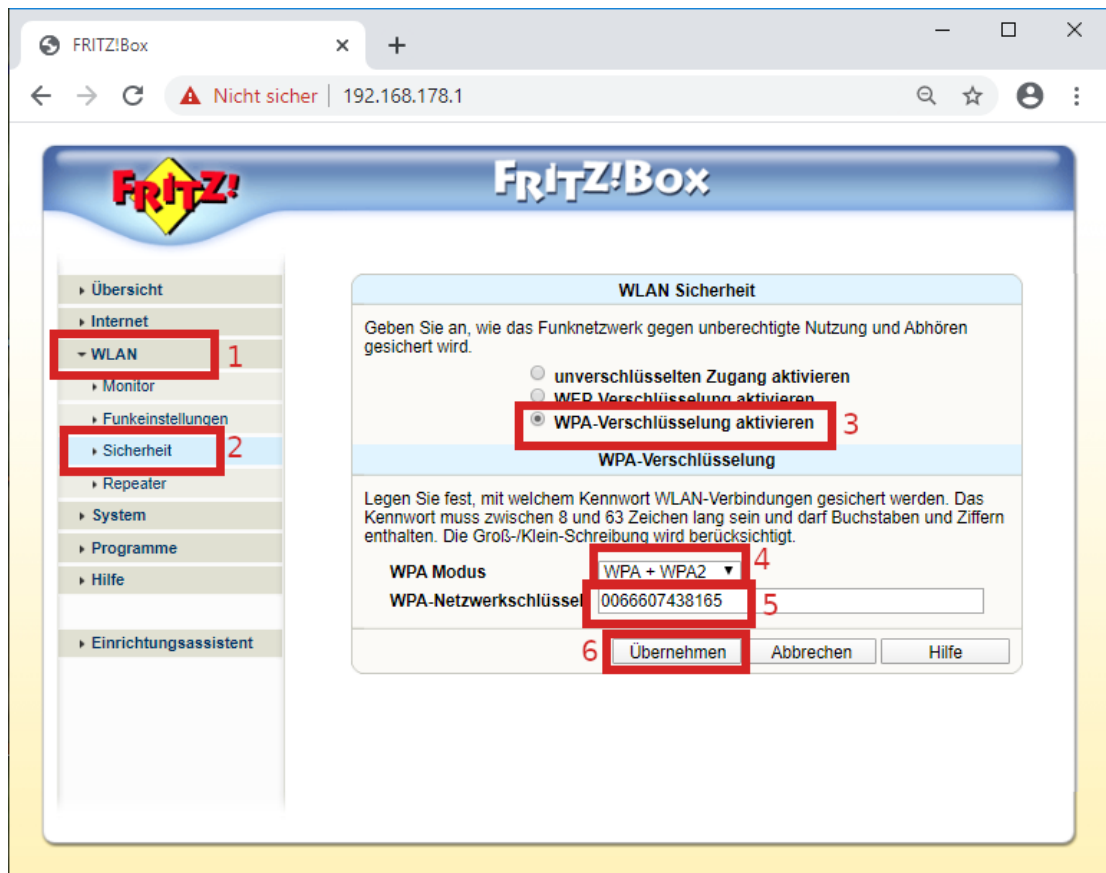 FRITZ!Box
Nicht sicher | 192.168.178.1
FRITZ!
FRITZ!Box
Übersicht
Internet
WLAN 1
Monitor
Funkeinstellungen
Sicherheit 2
Repeater
System
Programme
Hilfe
Einrichtungsassistent
WLAN Sicherheit
Geben Sie an, wie das Funknetzwerk gegen unberechtigte Nutzung und Abhören
gesichert wird.
unverschlüsselten Zugang aktivieren
WEP Verschlüsselung aktivieren
WPA-Verschlüsselung aktivieren 3
WPA-Verschlüsselung
Legen Sie fest, mit welchem Kennwort WLAN-Verbindungen gesichert werden. Das
Kennwort muss zwischen 8 und 63 Zeichen lang sein und darf Buchstaben und Ziffern
enthalten. Die Groß-/Klein-Schreibung wird berücksichtigt.
WPA Modus WPA + WPA2 4
WPA-Netzwerkschlüssel 0066607438165 5
6 Übernehmen Abbrechen Hilfe